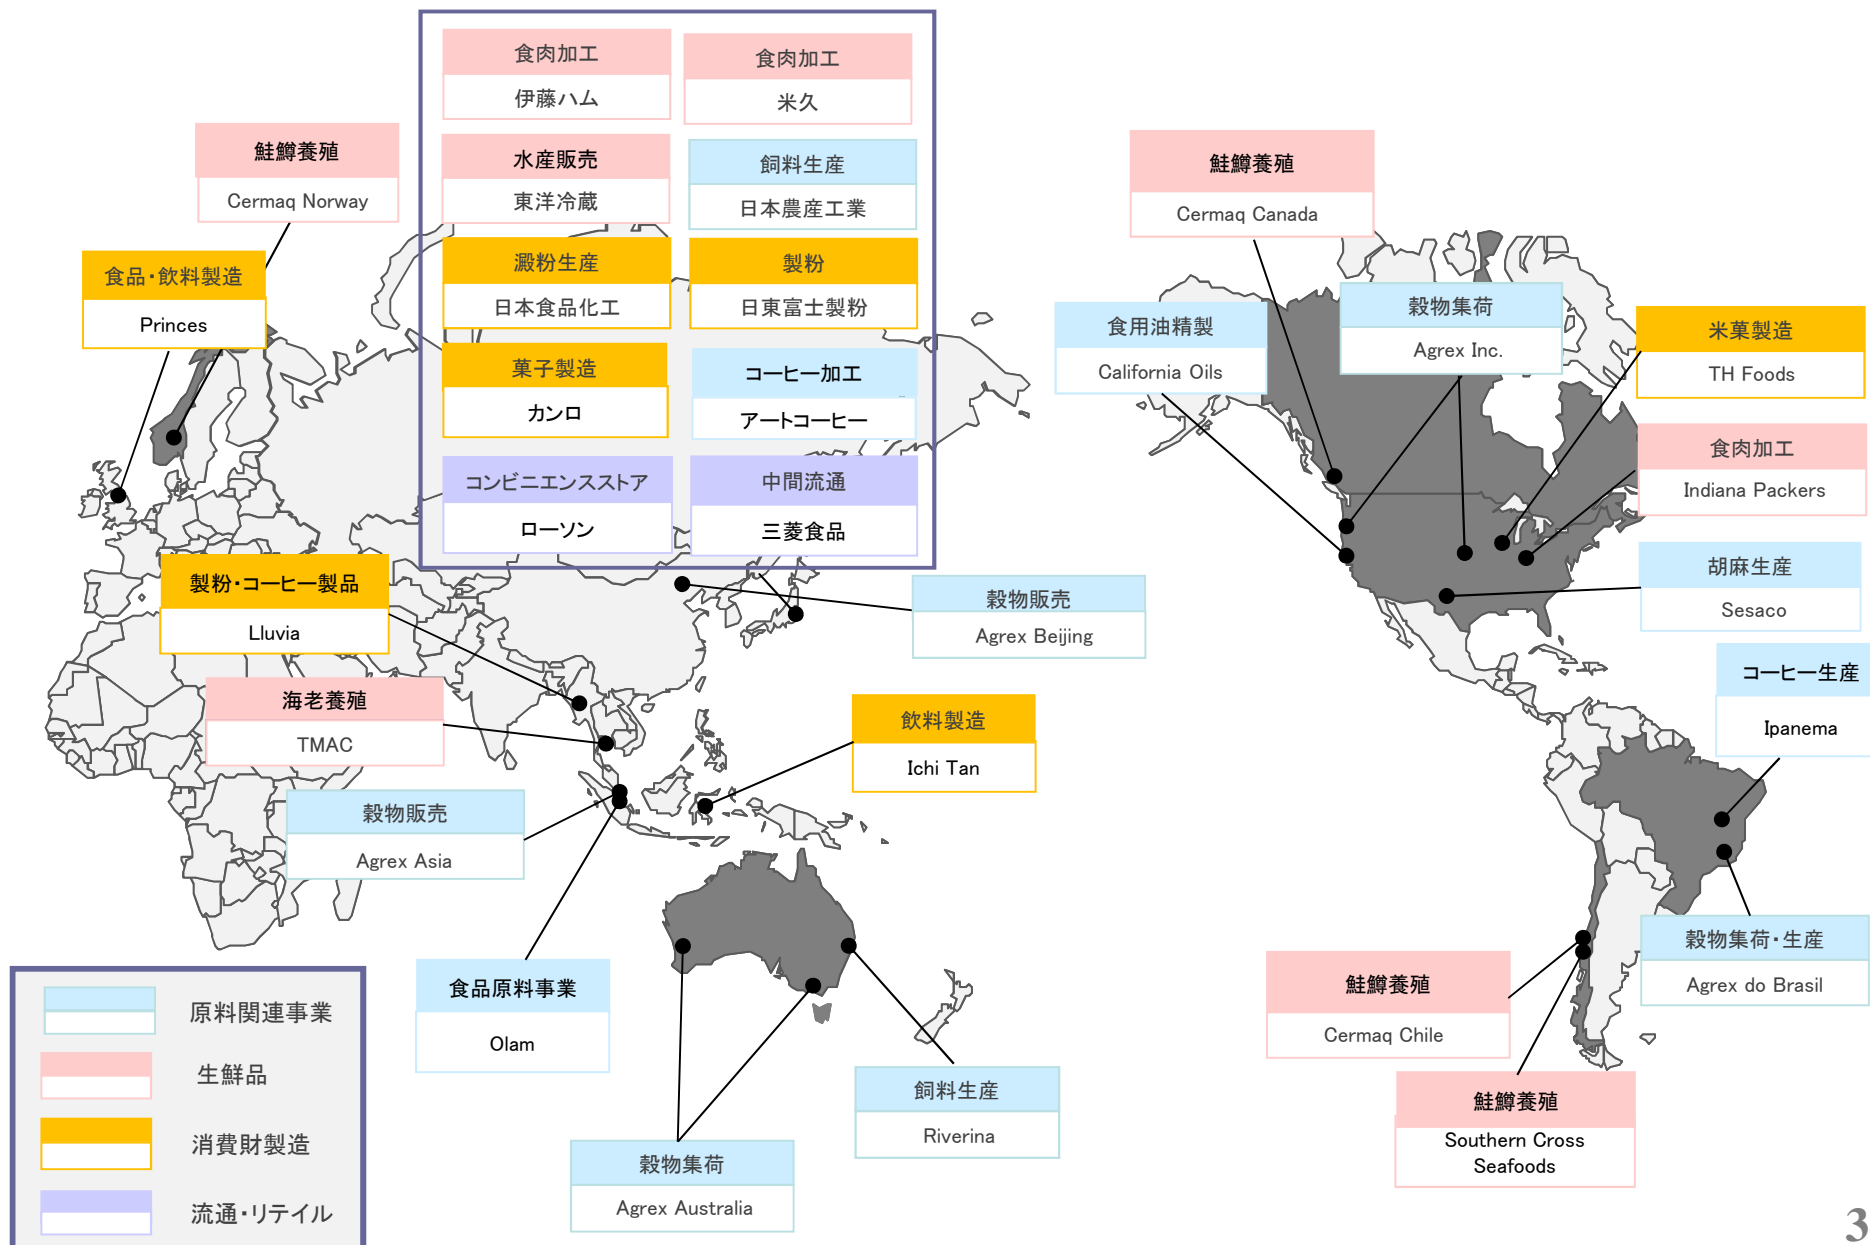 食肉加工
伊藤ハム
食肉加工
米久
水産販売
東洋冷蔵
飼料生産
日本農産工業
澱粉生産
日本食品化工
製粉
日東富士製粉
菓子製造
カンロ
コーヒー加工
アートコーヒー
コンビニエンスストア
ローソン
中間流通
三菱食品
鮭鱒養殖
Cermaq Norway
食品・飲料製造
Princes
製粉・コーヒー製品
Lluvia
海老養殖
TMAC
穀物販売
Agrex Asia
穀物販売
Agrex Beijing
飲料製造
Ichi Tan
食品原料事業
Olam
穀物集荷
Agrex Australia
飼料生産
Riverina
鮭鱒養殖
Cermaq Canada
食用油精製
California Oils
穀物集荷
Agrex Inc.
米菓製造
TH Foods
食肉加工
Indiana Packers
胡麻生産
Sesaco
コーヒー生産
Ipanema
穀物集荷・生産
Agrex do Brasil
鮭鱒養殖
Cermaq Chile
鮭鱒養殖
Southern Cross
Seafoods
原料関連事業
生鮮品
消費財製造
流通・リテイル
3